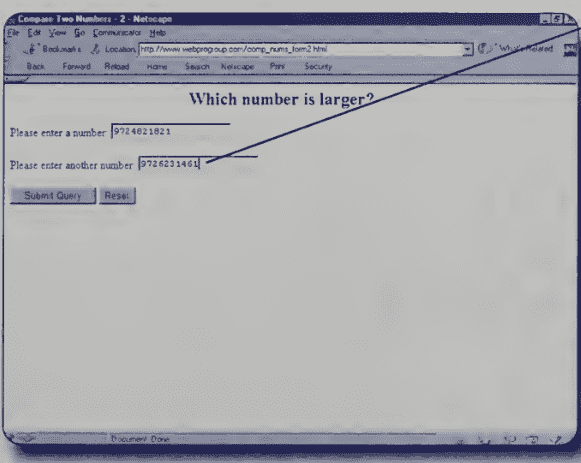 Compare Two Numbers - 2 - Netscape
File Edit View Go Communicator Help
Bookmarks Location http://www.webprogroup.com/comp_nums_form2.html What's Related
Back Forward Reload Home Search Netscape Print Security
Which number is larger?
Please enter a number 9724821821
Please enter another number 9726231461
Submit Query Reset
Document: Done